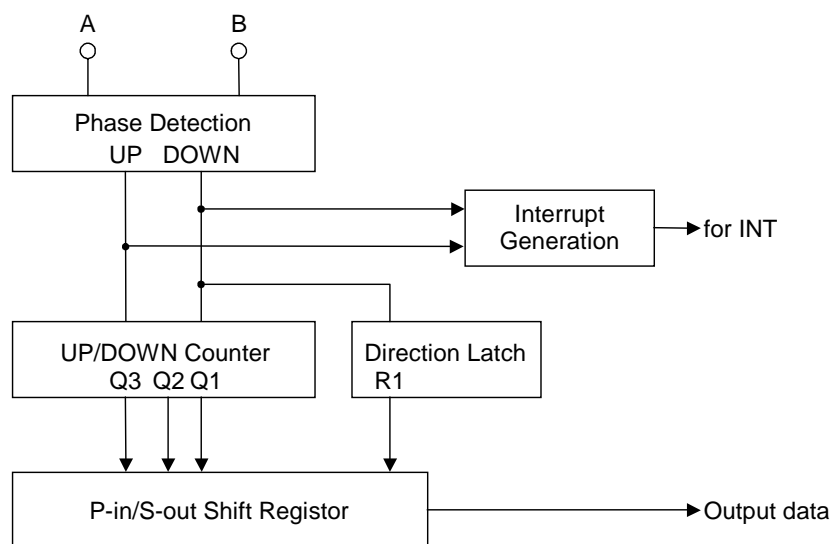 A B
Phase Detection
UP DOWN
Interrupt
Generation
for INT
UP/DOWN Counter
Q3 Q2 Q1
Direction Latch
R1
P-in/S-out Shift Registor
Output data